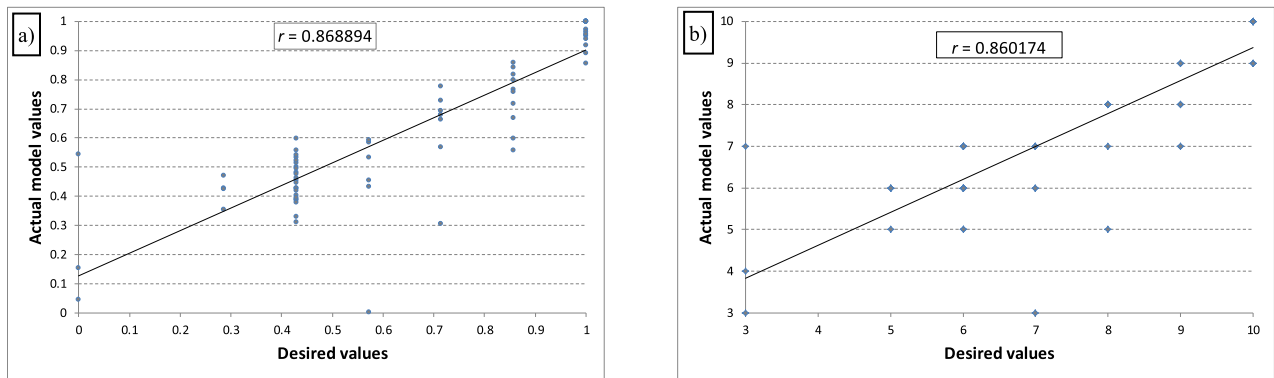 a)
r = 0.868894
1
0.9
0.8
0.7
0.6
0.5
0.4
0.3
0.2
0.1
0
Actual model values
0 0.1 0.2 0.3 0.4 0.5 0.6 0.7 0.8 0.9 1
Desired values
b)
r = 0.860174
10
9
8
7
6
5
4
3
Actual model values
3 4 5 6 7 8 9 10
Desired values